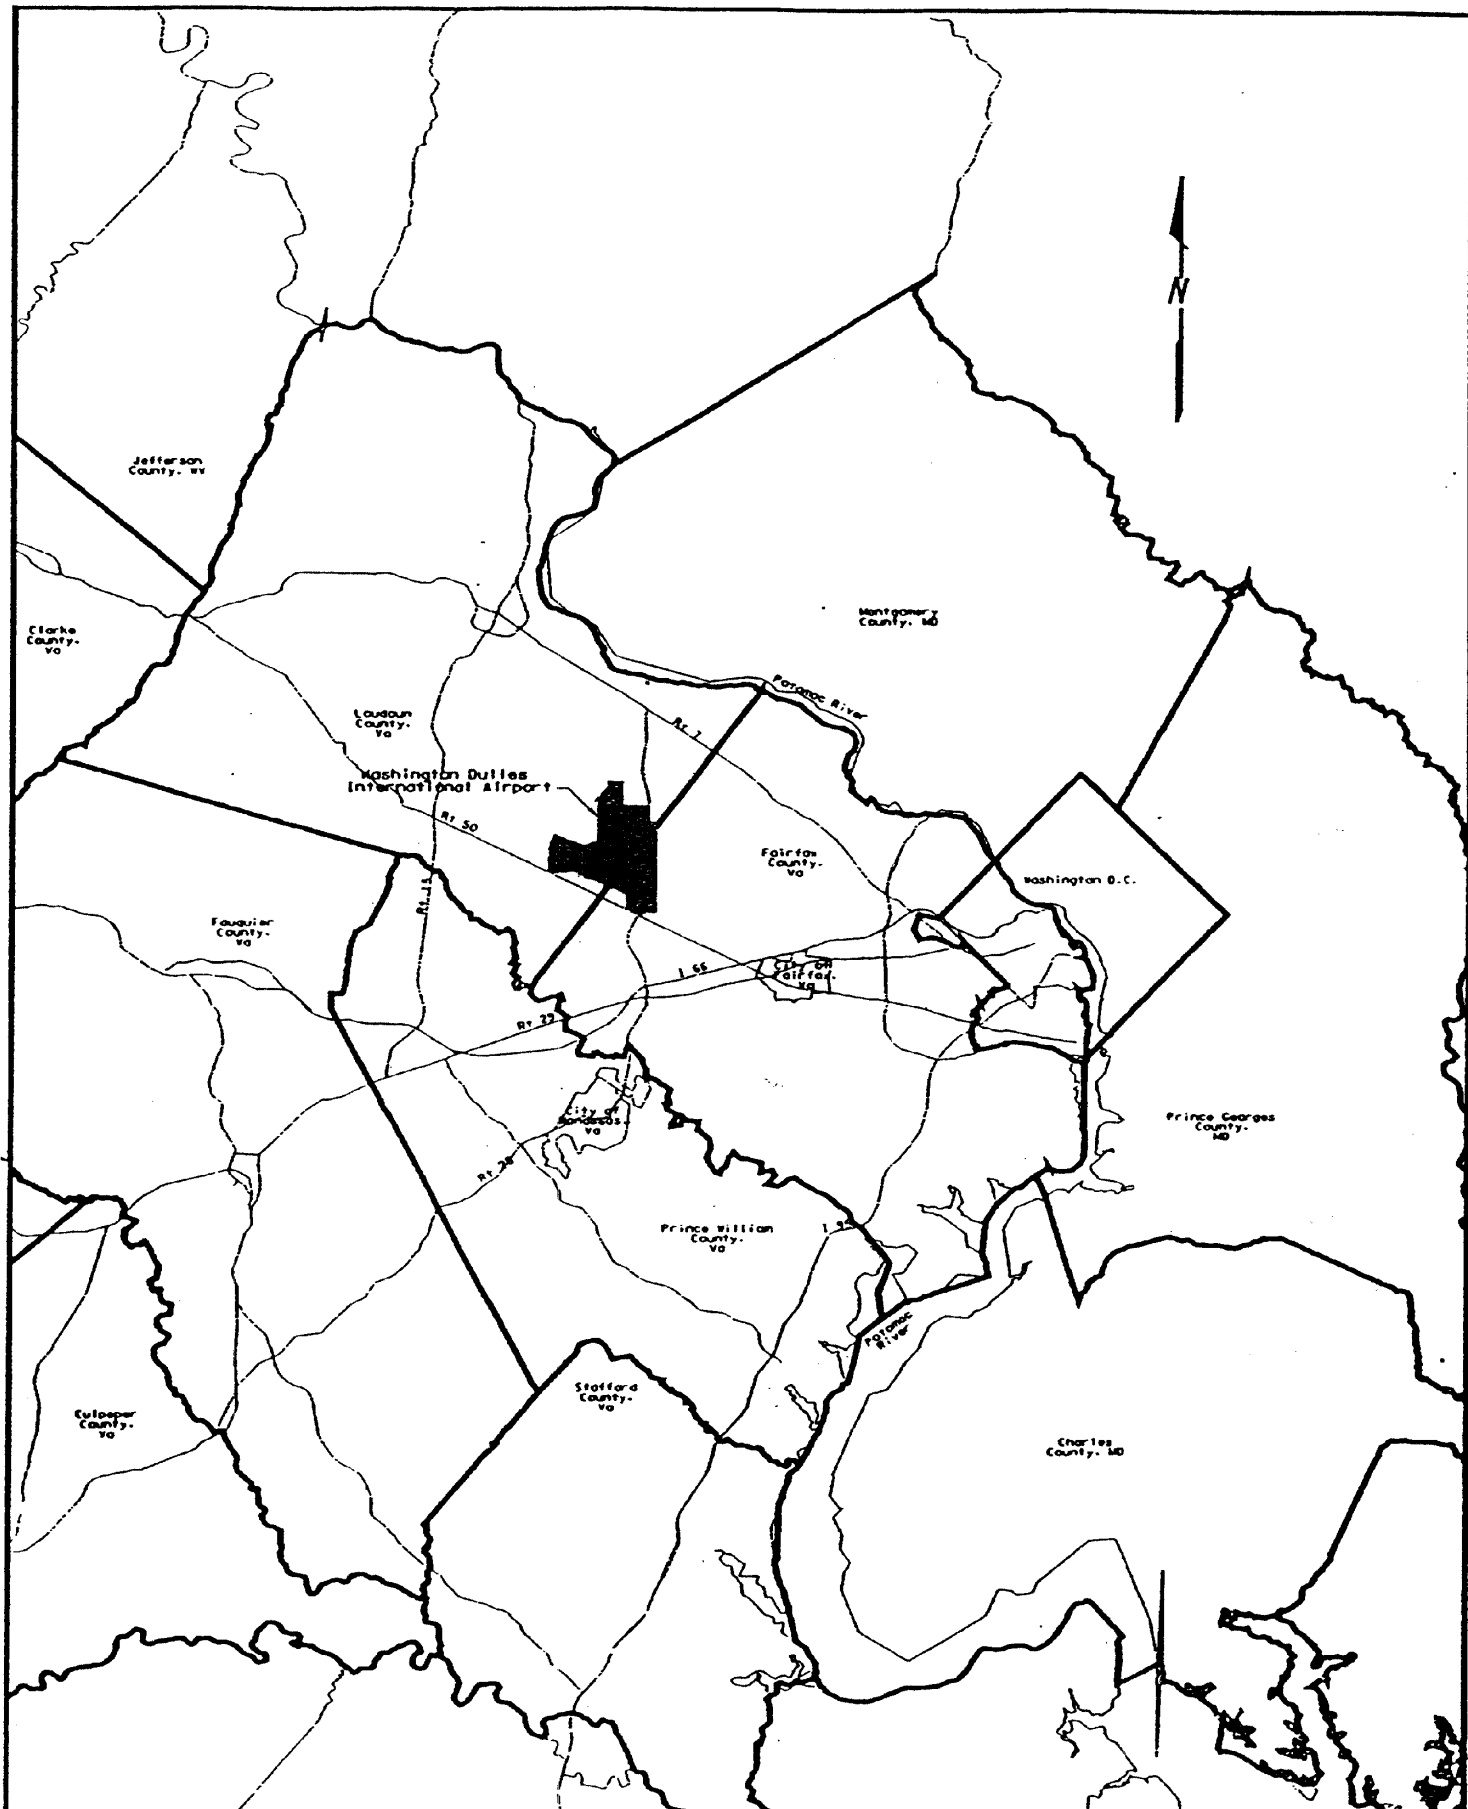 N
Jefferson
County. WV
Montgomery
County. MD
Clarke
County.
Va
Potomac River
Loudoun
County.
Va
Rt 7
Washington Dulles
International Airport
Rt 50
Fairfax
County.
Va
Washington D.C.
Rt 15
Fauquier
County.
Va
I 66
City of
Fairfax.
Va
Rt 29
City of
Manassas.
Va
Prince Georges
County.
MD
Rt 28
Prince William
County.
Va
I 95
Potomac
River
Stafford
County.
Va
Culpeper
County.
Va
Charles
County. MD